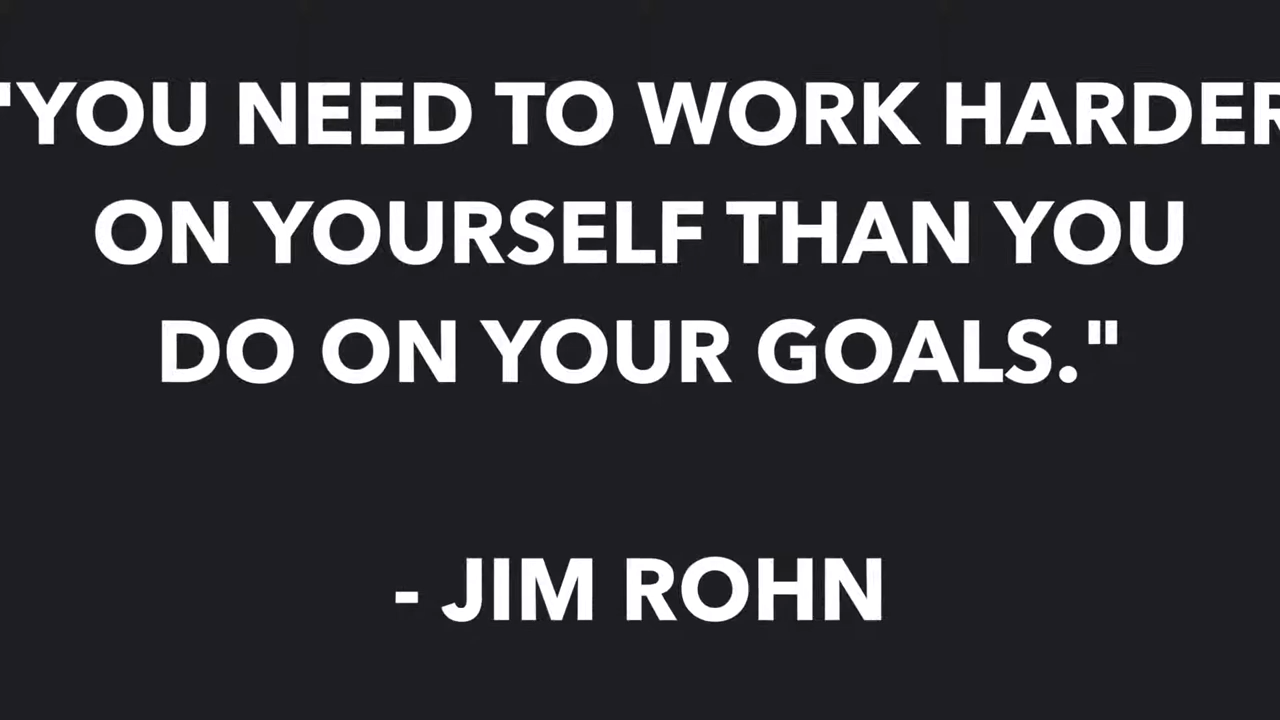 "YOU NEED TO WORK HARDER
ON YOURSELF THAN YOU
DO ON YOUR GOALS."
- JIM ROHN